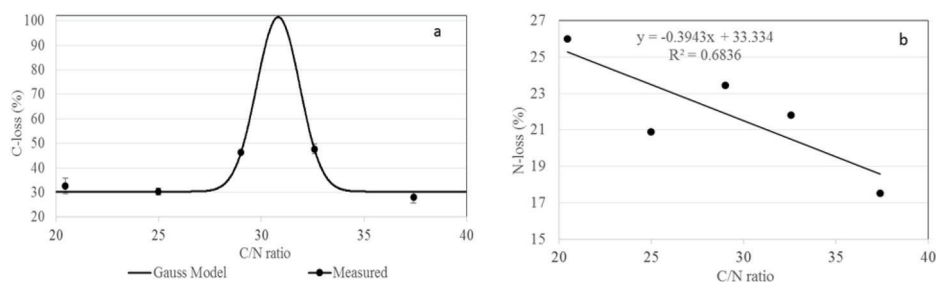 a
C-loss (%)
100
90
80
70
60
50
40
30
20
20 25 30 35 40
C/N ratio
Gauss Model Measured
b
y = -0.3943x + 33.334
R² = 0.6836
N-loss (%)
27
25
23
21
19
17
15
20 25 30 35 40
C/N ratio